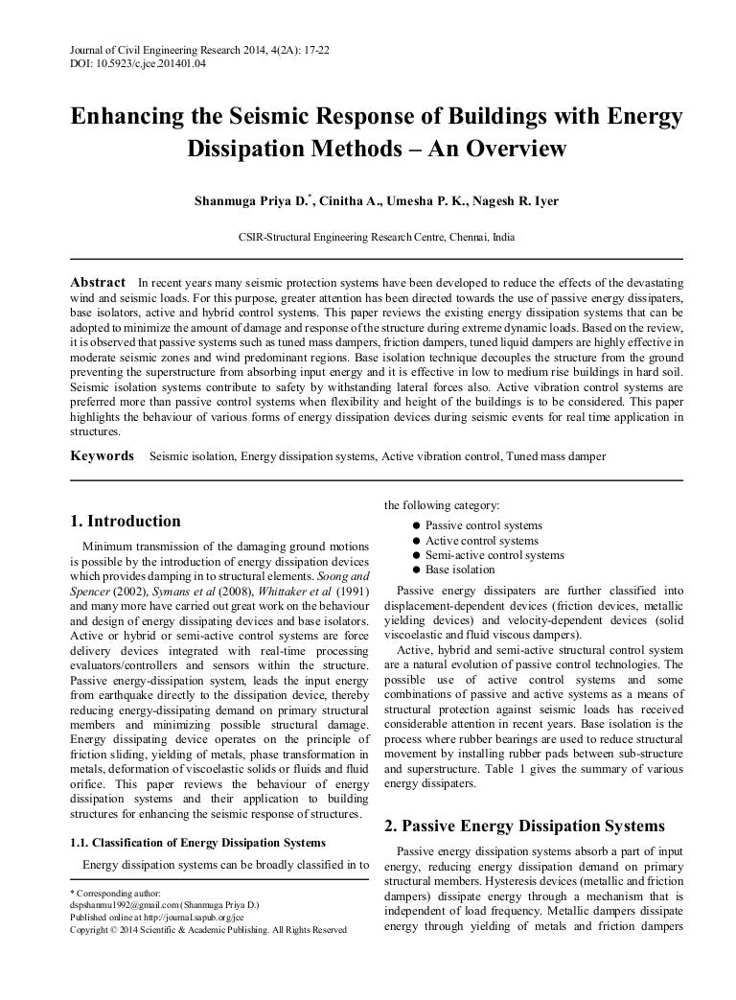 Journal of Civil Engineering Research 2014, 4(2A): 17-22
DOI: 10.5923/c.jce.201401.04
Enhancing the Seismic Response of Buildings with Energy
Dissipation Methods – An Overview
Shanmuga Priya D.*, Cinitha A., Umesha P. K., Nagesh R. Iyer
CSIR-Structural Engineering Research Centre, Chennai, India
Abstract In recent years many seismic protection systems have been developed to reduce the effects of the devastating
wind and seismic loads. For this purpose, greater attention has been directed towards the use of passive energy dissipaters,
base isolators, active and hybrid control systems. This paper reviews the existing energy dissipation systems that can be
adopted to minimize the amount of damage and response of the structure during extreme dynamic loads. Based on the review,
it is observed that passive systems such as tuned mass dampers, friction dampers, tuned liquid dampers are highly effective in
moderate seismic zones and wind predominant regions. Base isolation technique decouples the structure from the ground
preventing the superstructure from absorbing input energy and it is effective in low to medium rise buildings in hard soil.
Seismic isolation systems contribute to safety by withstanding lateral forces also. Active vibration control systems are
preferred more than passive control systems when flexibility and height of the buildings is to be considered. This paper
highlights the behaviour of various forms of energy dissipation devices during seismic events for real time application in
structures.
Keywords Seismic isolation, Energy dissipation systems, Active vibration control, Tuned mass damper
1. Introduction
Minimum transmission of the damaging ground motions
is possible by the introduction of energy dissipation devices
which provides damping in to structural elements. Soong and
Spencer (2002), Symans et al (2008), Whittaker et al (1991)
and many more have carried out great work on the behaviour
and design of energy dissipating devices and base isolators.
Active or hybrid or semi-active control systems are force
delivery devices integrated with real-time processing
evaluators/controllers and sensors within the structure.
Passive energy-dissipation system, leads the input energy
from earthquake directly to the dissipation device, thereby
reducing energy-dissipating demand on primary structural
members and minimizing possible structural damage.
Energy dissipating device operates on the principle of
friction sliding, yielding of metals, phase transformation in
metals, deformation of viscoelastic solids or fluids and fluid
orifice. This paper reviews the behaviour of energy
dissipation systems and their application to building
structures for enhancing the seismic response of structures.
1.1. Classification of Energy Dissipation Systems
Energy dissipation systems can be broadly classified in to
* Corresponding author:
dspshanmu1992@gmail.com (Shanmuga Priya D.)
Published online at http://journal.sapub.org/jce
Copyright © 2014 Scientific & Academic Publishing. All Rights Reserved
the following category:
● Passive control systems
● Active control systems
● Semi-active control systems
● Base isolation
Passive energy dissipaters are further classified into
displacement-dependent devices (friction devices, metallic
yielding devices) and velocity-dependent devices (solid
viscoelastic and fluid viscous dampers).
Active, hybrid and semi-active structural control system
are a natural evolution of passive control technologies. The
possible use of active control systems and some
combinations of passive and active systems as a means of
structural protection against seismic loads has received
considerable attention in recent years. Base isolation is the
process where rubber bearings are used to reduce structural
movement by installing rubber pads between sub-structure
and superstructure. Table 1 gives the summary of various
energy dissipaters.
2. Passive Energy Dissipation Systems
Passive energy dissipation systems absorb a part of input
energy, reducing energy dissipation demand on primary
structural members. Hysteresis devices (metallic and friction
dampers) dissipate energy through a mechanism that is
independent of load frequency. Metallic dampers dissipate
energy through yielding of metals and friction dampers